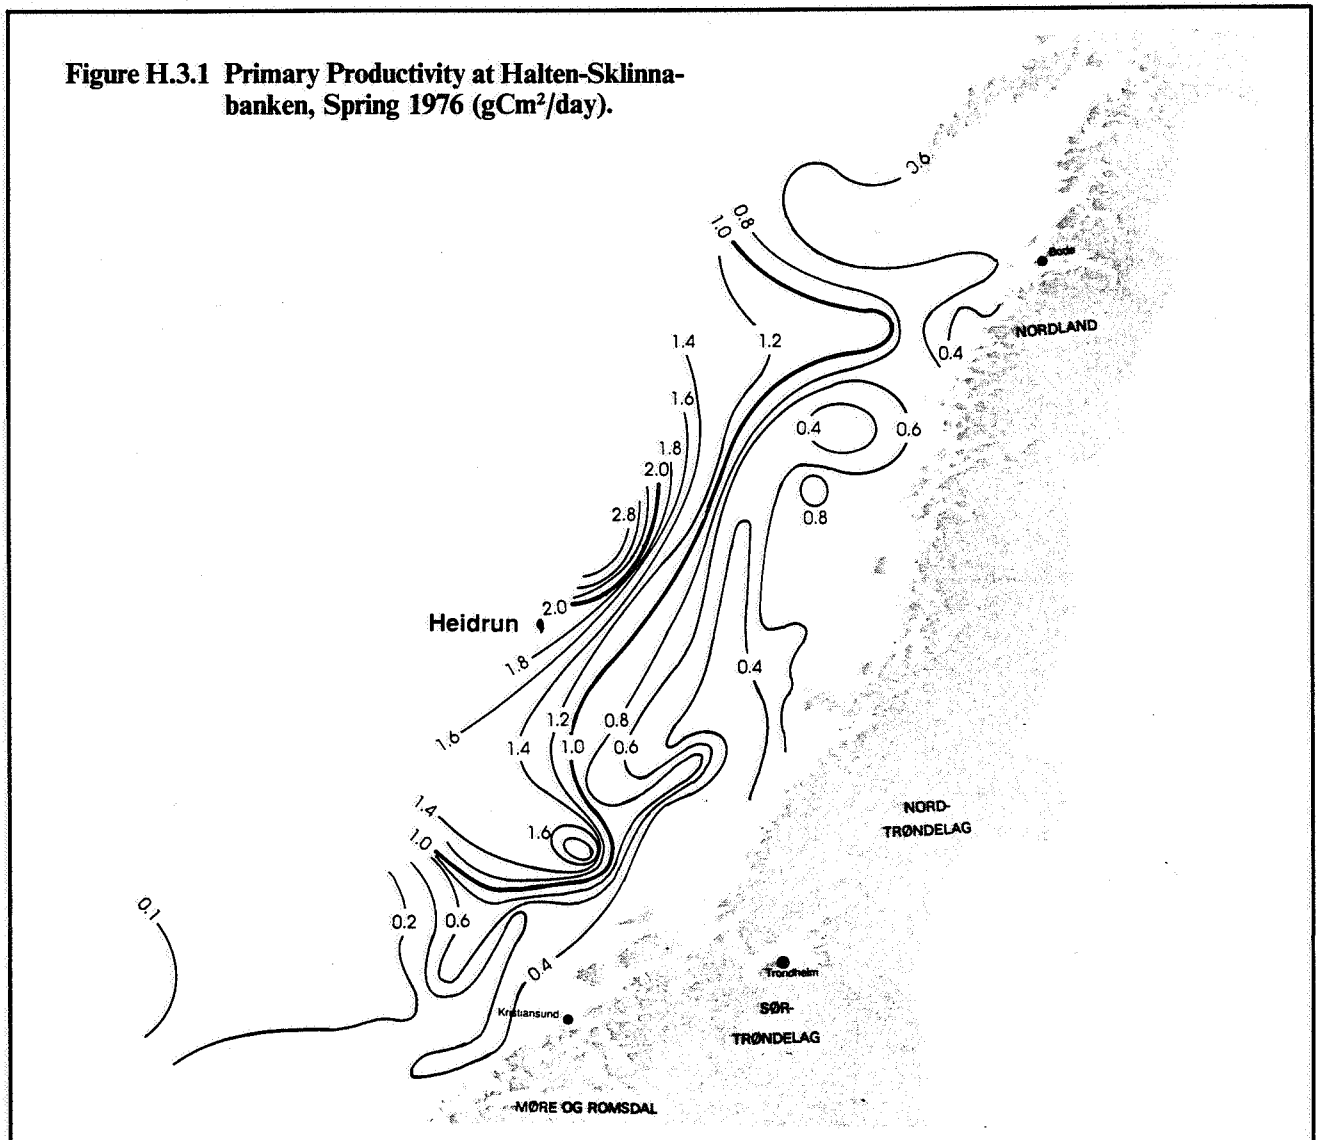 Figure H.3.1 Primary Productivity at Halten-Sklinna-
banken, Spring 1976 (gCm²/day).
0.6
0.8
1.0
Bodø
NORDLAND
1.4
1.2
0.4
1.6
0.4
0.6
1.8
2.0
2.8
0.8
2.0
Heidrun
1.8
0.4
1.2
0.8
1.6
1.4
1.0
0.6
1.4
NORD-
TRØNDELAG
1.6
1.0
0.1
0.2
0.6
0.4
Trondheim
Kristiansund
SØR-
TRØNDELAG
MØRE OG ROMSDAL